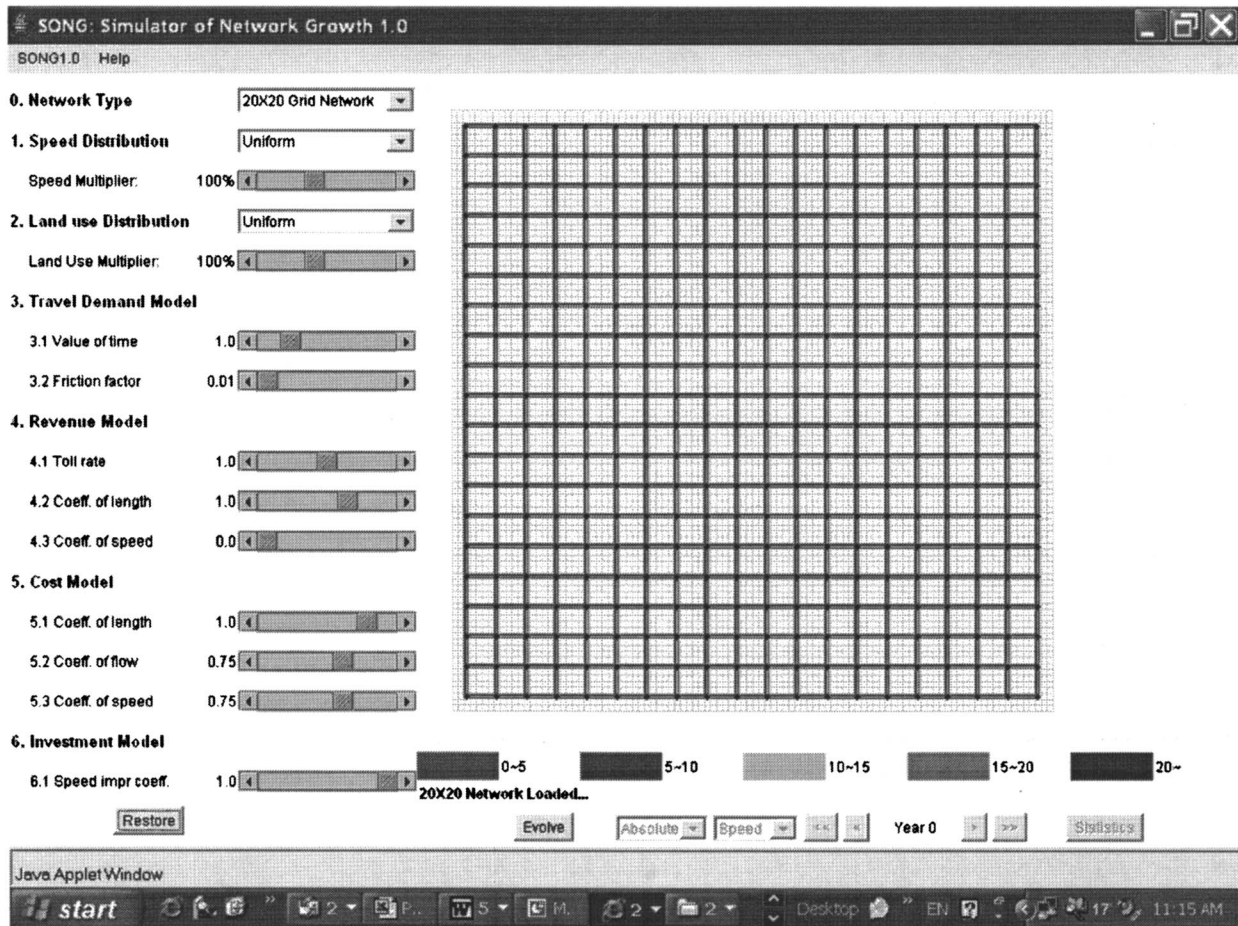 SONG: Simulator of Network Growth 1.0
SONG1.0 Help
0. Network Type 20X20 Grid Network
1. Speed Distribution Uniform
Speed Multiplier: 100%
2. Land use Distribution Uniform
Land Use Multiplier: 100%
3. Travel Demand Model
3.1 Value of time 1.0
3.2 Friction factor 0.01
4. Revenue Model
4.1 Toll rate 1.0
4.2 Coeff. of length 1.0
4.3 Coeff. of speed 0.0
5. Cost Model
5.1 Coeff. of length 1.0
5.2 Coeff. of flow 0.75
5.3 Coeff. of speed 0.75
6. Investment Model
0~5 5~10 10~15 15~20 20~
6.1 Speed impr coeff. 1.0
20X20 Network Loaded...
Restore Evolve Absolute Speed << < Year 0 > >> Statistics
Java Applet Window
start » 2 P.. 5 M. 2 2 Desktop » EN 17 11:15 AM